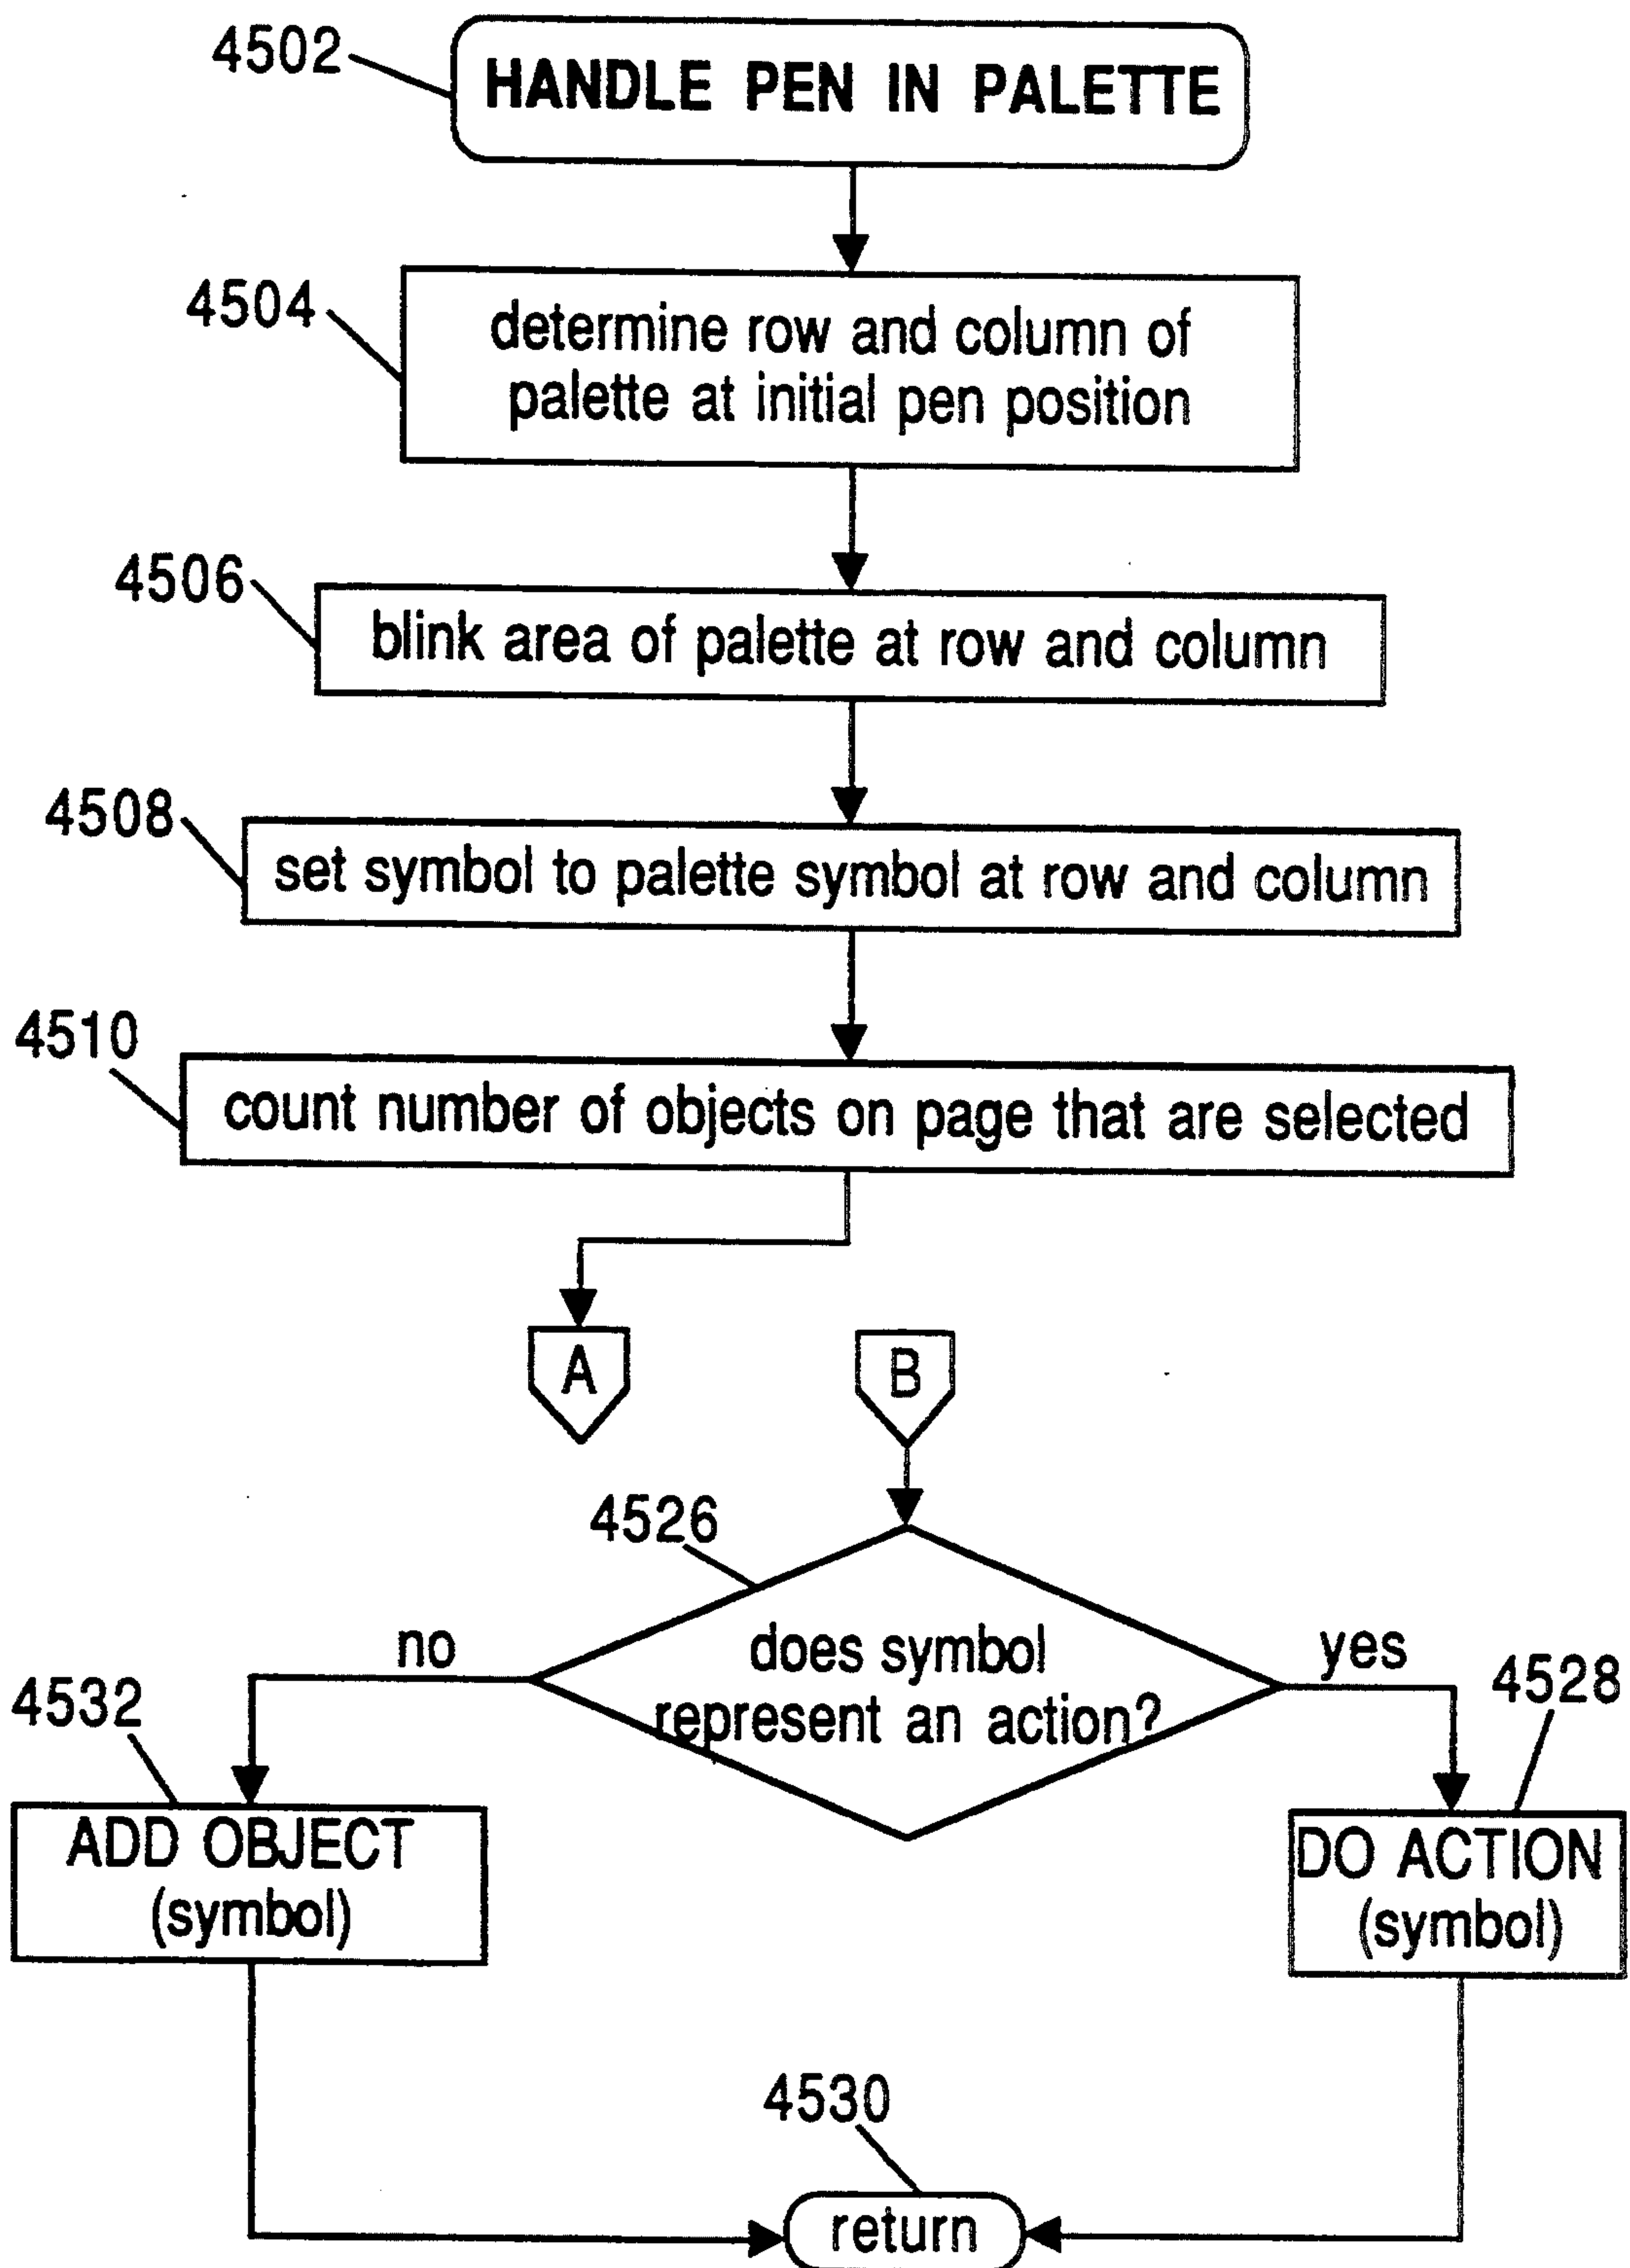 4502
HANDLE PEN IN PALETTE
4504
determine row and column of
palette at initial pen position
4506
blink area of palette at row and column
4508
set symbol to palette symbol at row and column
4510
count number of objects on page that are selected
A
B
4526
does symbol
represent an action?
no
yes
4532
4528
ADD OBJECT
(symbol)
DO ACTION
(symbol)
4530
return